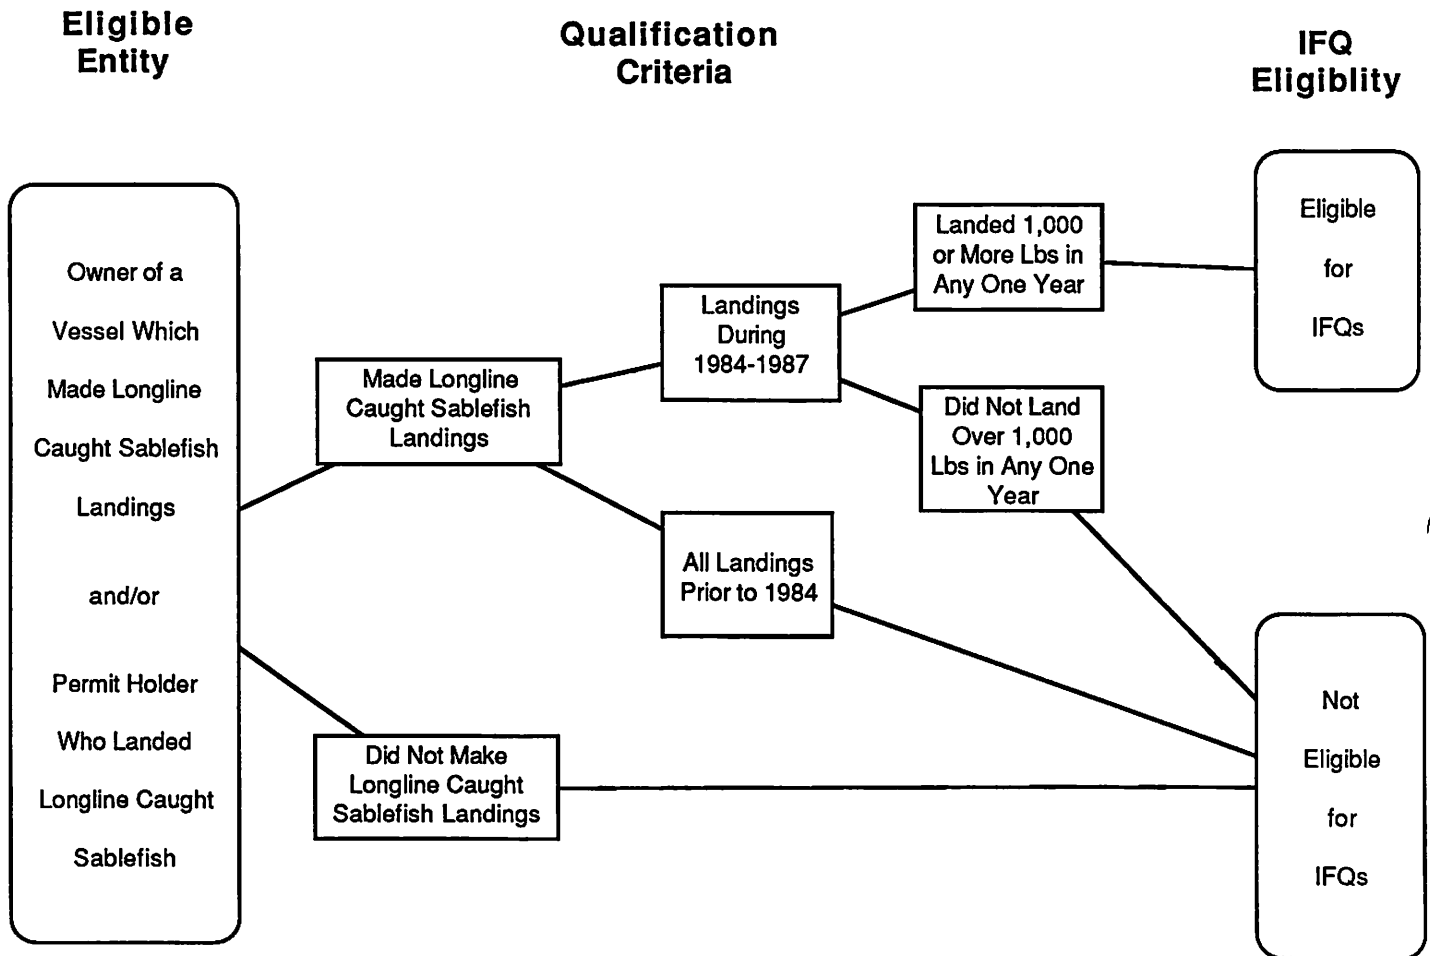 Eligible
Entity
Qualification
Criteria
IFQ
Eligiblity
Owner of a
Vessel Which
Made Longline
Caught Sablefish
Landings
and/or
Permit Holder
Who Landed
Longline Caught
Sablefish
Made Longline
Caught Sablefish
Landings
Did Not Make
Longline Caught
Sablefish Landings
Landings
During
1984-1987
All Landings
Prior to 1984
Landed 1,000
or More Lbs in
Any One Year
Did Not Land
Over 1,000
Lbs in Any One
Year
Eligible
for
IFQs
Not
Eligible
for
IFQs